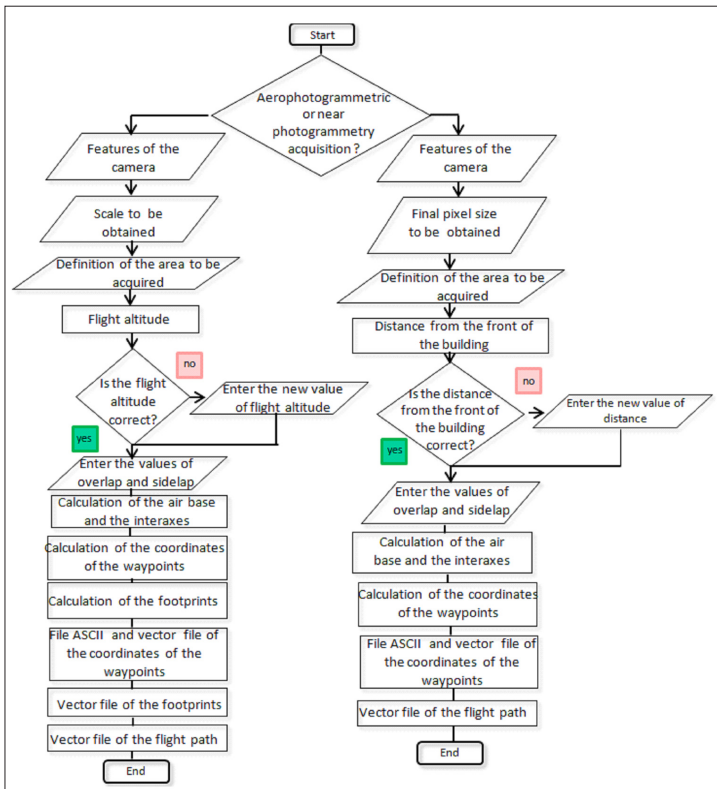 Start
Aerophotogrammetric
or near
photogrammetry
acquisition ?
Features of the
camera
Scale to be
obtained
Definition of the area to be
acquired
Flight altitude
no
Is the flight
altitude
correct?
Enter the new value
of flight altitude
yes
Enter the values of
overlap and sidelap
Calculation of the air base
and the interaxes
Calculation of the coordinates
of the waypoints
Calculation of the footprints
File ASCII and vector file of
the coordinates of the
waypoints
Vector file of the footprints
Vector file of the flight path
End
Features of the
camera
Final pixel size
to be obtained
Definition of the area to be
acquired
Distance from the front of
the building
no
Is the distance
from the front of
the building
correct?
Enter the new value of
distance
yes
Enter the values of
overlap and sidelap
Calculation of the air
base and the interaxes
Calculation of the coordinates
of the waypoints
File ASCII and vector file of
the coordinates of the
waypoints
Vector file of the flight path
End